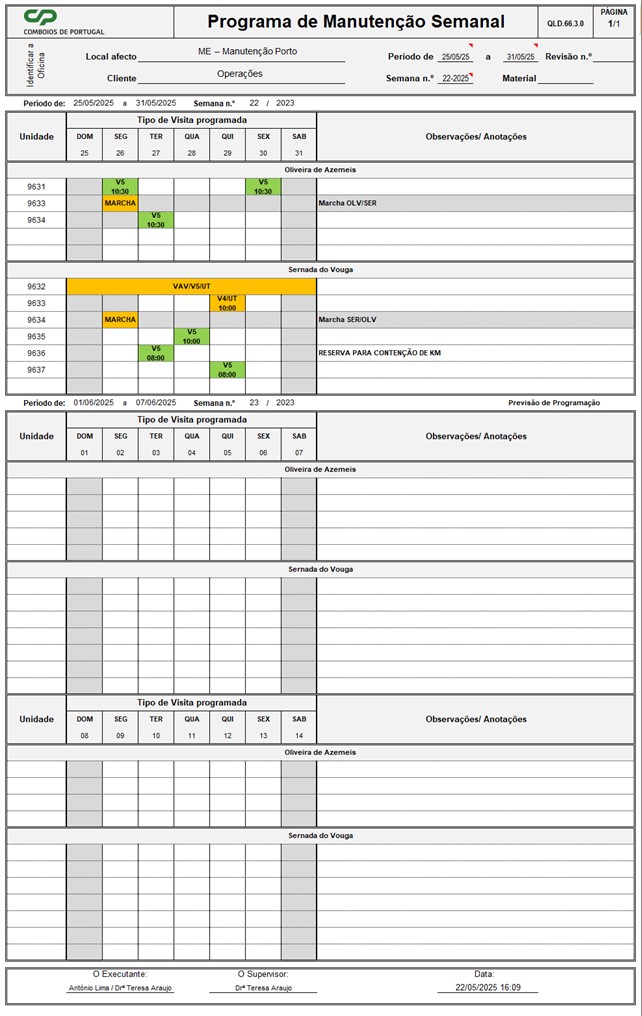 CP
COMBOIOS DE PORTUGAL
Programa de Manutenção Semanal
QLD.66.3.0
PÁGINA
1/1
Identificar a
Oficina
Local afecto ME – Manutenção Porto
Período de 25/05/25 a 31/05/25 Revisão n.º
Cliente Operações
Semana n.º 22-2025 Material
Período de: 25/05/2025 a 31/05/2025 Semana n.º 22 / 2023
Unidade
Tipo de Visita programada
Observações/ Anotações
DOM SEG TER QUA QUI SEX SAB
25 26 27 28 29 30 31
Oliveira de Azemeis
9631 V5 10:30 V5 10:30
9633 MARCHA Marcha OLV/SER
9634 V5 10:30
Sernada do Vouga
9632 VAV/V5/UT
9633 V4/UT 10:00
9634 MARCHA Marcha SER/OLV
9635 V5 10:00
9636 V5 08:00 RESERVA PARA CONTENÇÃO DE KM
9637 V5 08:00
Período de: 01/06/2025 a 07/06/2025 Semana n.º 23 / 2023 Previsão de Programação
Unidade
Tipo de Visita programada
Observações/ Anotações
DOM SEG TER QUA QUI SEX SAB
01 02 03 04 05 06 07
Oliveira de Azemeis
Sernada do Vouga
Unidade
Tipo de Visita programada
Observações/ Anotações
DOM SEG TER QUA QUI SEX SAB
08 09 10 11 12 13 14
Oliveira de Azemeis
Sernada do Vouga
O Executante: O Supervisor: Data:
António Lima / Drª Teresa Araujo Drª Teresa Araujo 22/05/2025 16:09